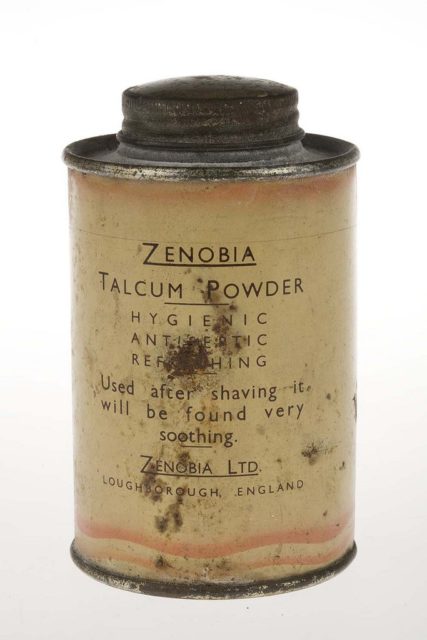 ZENOBIA
TALCUM POWDER
HYGIENIC
ANTISEPTIC
REFRESHING
Used after shaving it
will be found very
soothing.
ZENOBIA LTD.
LOUGHBOROUGH, ENGLAND